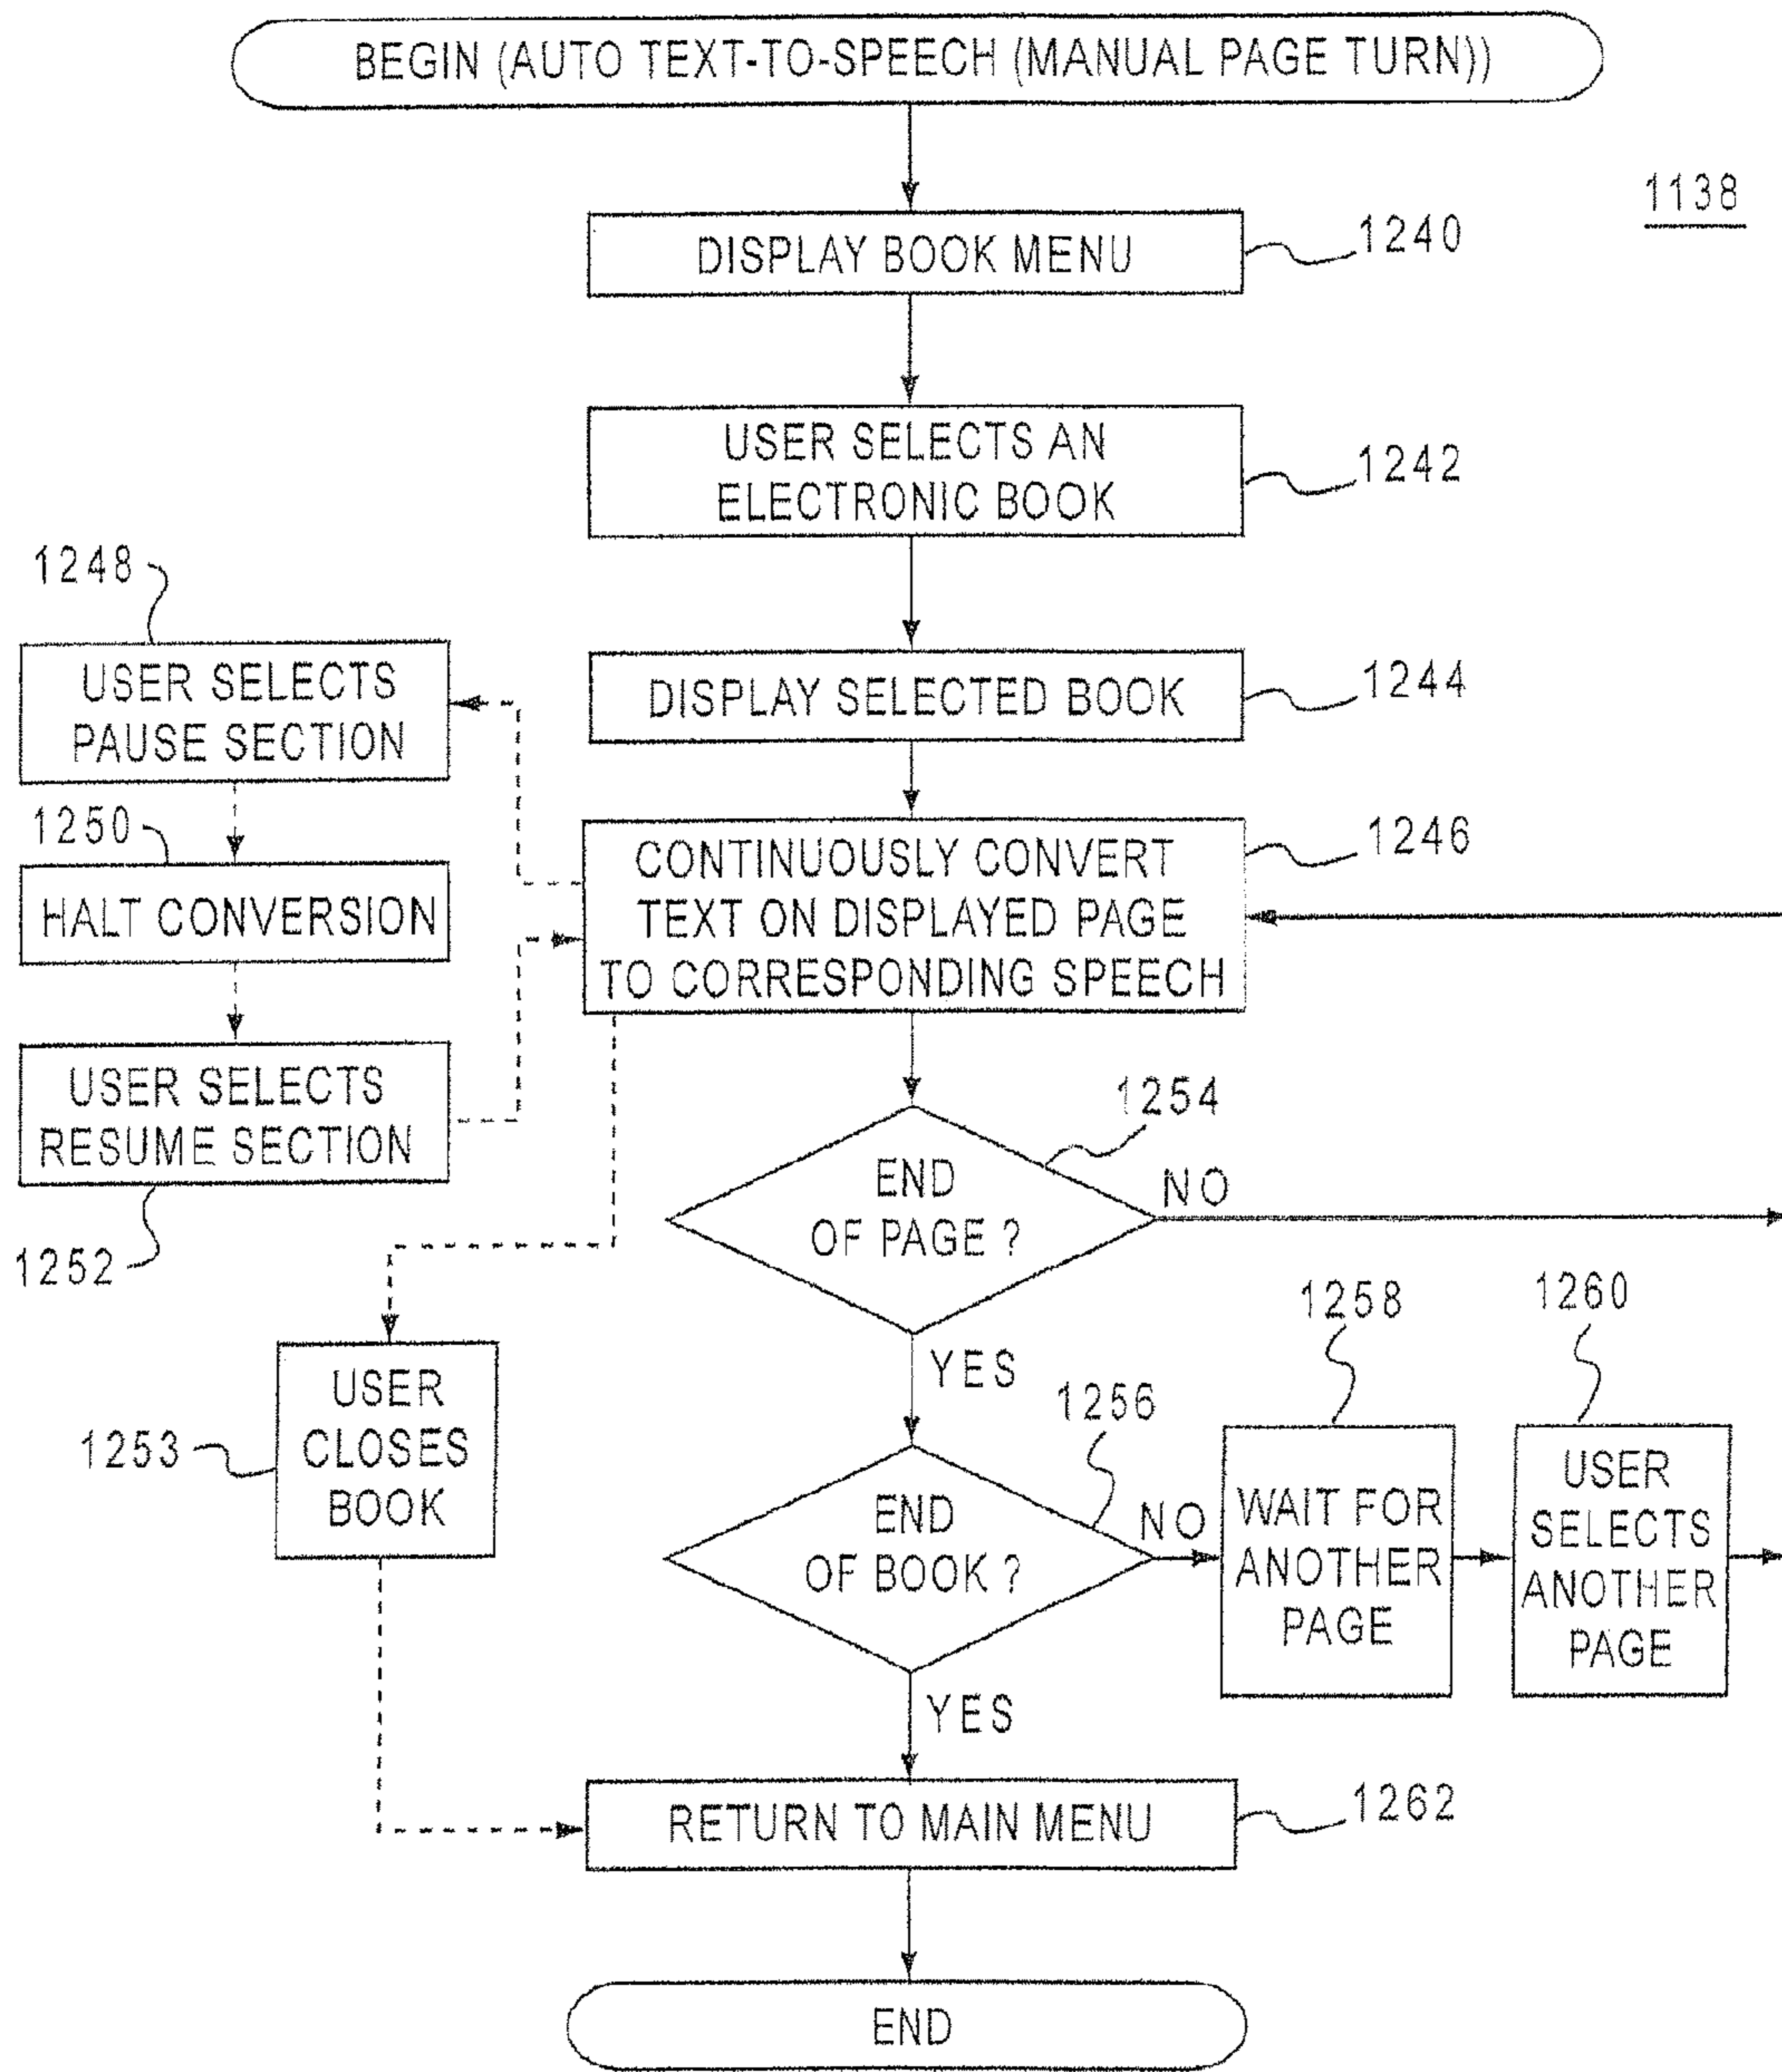 BEGIN (AUTO TEXT-TO-SPEECH (MANUAL PAGE TURN))
1138
DISPLAY BOOK MENU
1240
USER SELECTS AN
ELECTRONIC BOOK
1242
1248
USER SELECTS
PAUSE SECTION
DISPLAY SELECTED BOOK
1244
1250
HALT CONVERSION
CONTINUOUSLY CONVERT
TEXT ON DISPLAYED PAGE
TO CORRESPONDING SPEECH
1246
USER SELECTS
RESUME SECTION
1252
1254
END
OF PAGE ?
NO
YES
1253
USER
CLOSES
BOOK
1256
END
OF BOOK ?
NO
1258
WAIT FOR
ANOTHER
PAGE
1260
USER
SELECTS
ANOTHER
PAGE
YES
RETURN TO MAIN MENU
1262
END